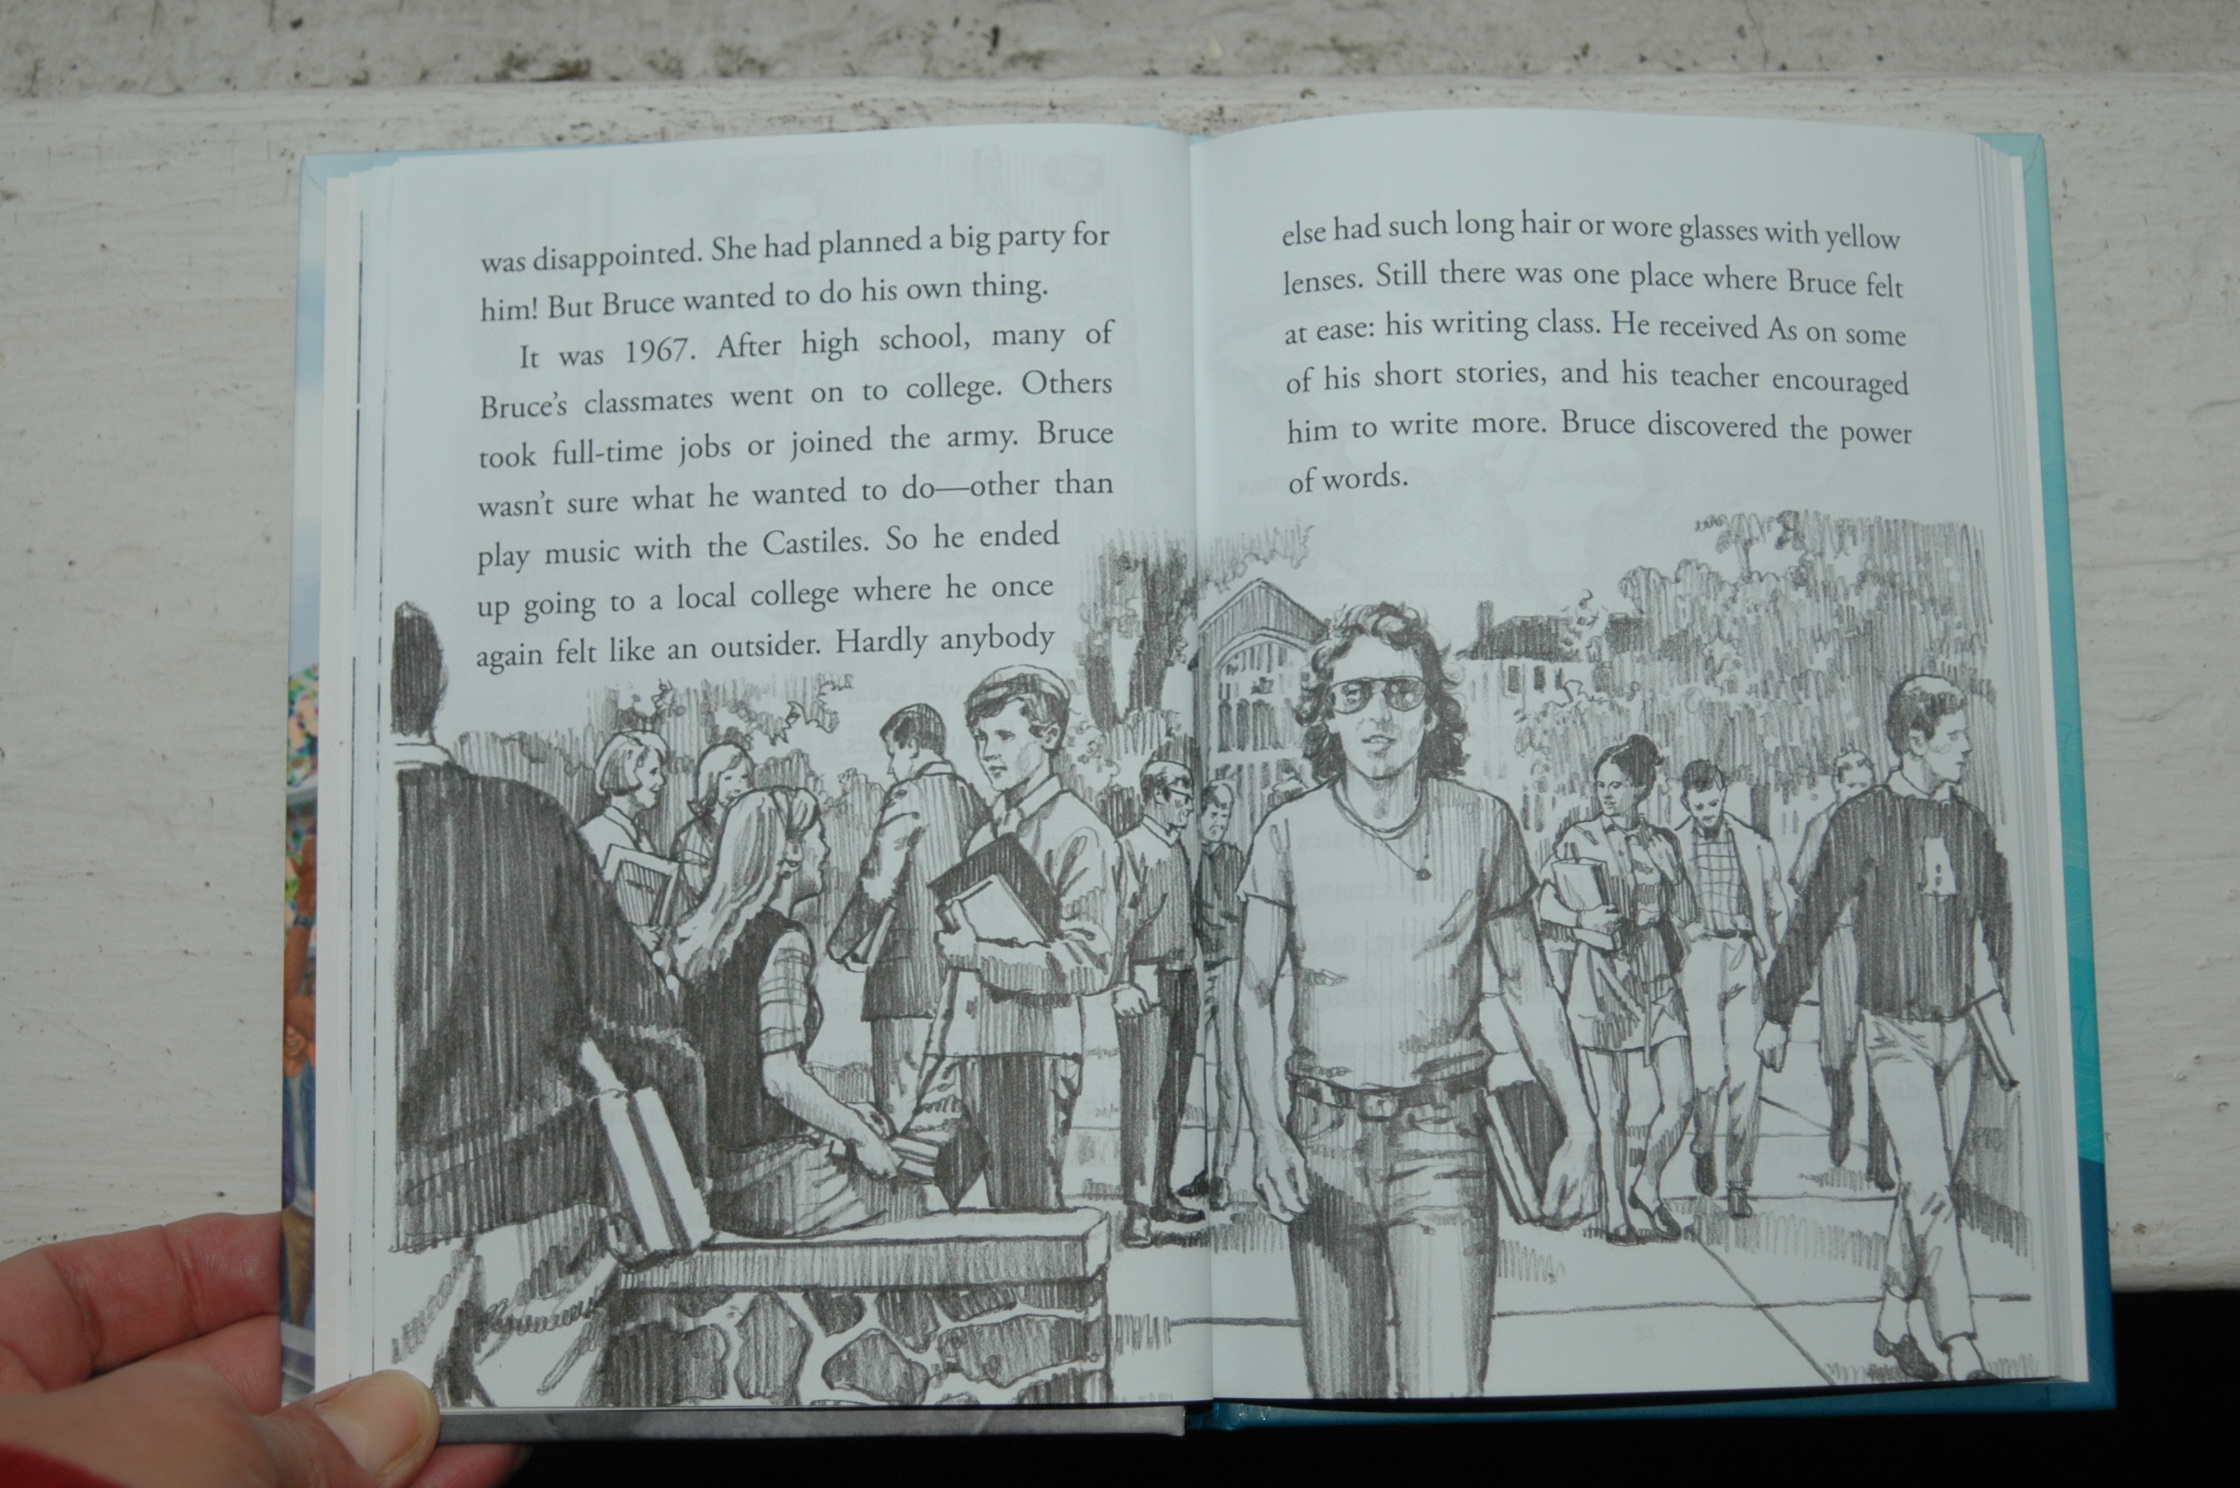 was disappointed. She had planned a big party for
him! But Bruce wanted to do his own thing.
It was 1967. After high school, many of
Bruce's classmates went on to college. Others
took full-time jobs or joined the army. Bruce
wasn't sure what he wanted to do—other than
play music with the Castiles. So he ended
up going to a local college where he once
again felt like an outsider. Hardly anybody
else had such long hair or wore glasses with yellow
lenses. Still there was one place where Bruce felt
at ease: his writing class. He received As on some
of his short stories, and his teacher encouraged
him to write more. Bruce discovered the power
of words.
A